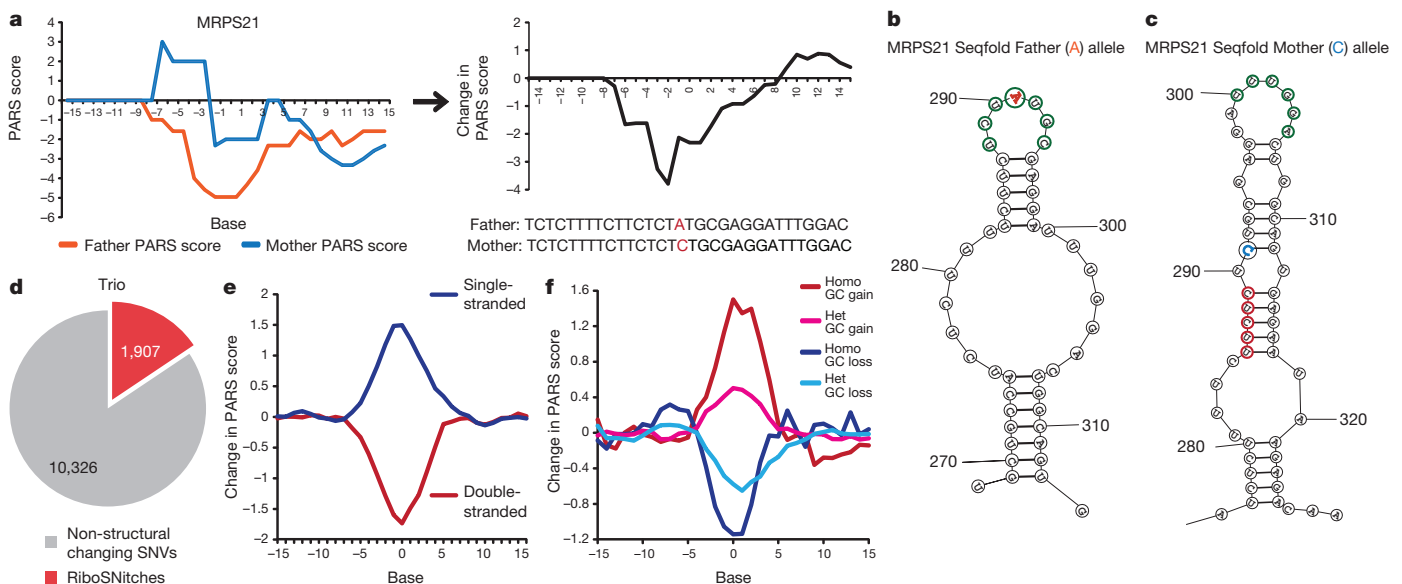 a
MRPS21
PARS score
4
3
2
1
0
−1
−2
−3
−4
−5
−6
−15 −13 −11 −9 −7 −5 −3 −1 1 3 5 7 9 11 13 15
Base
Father PARS score
Mother PARS score
Change in
PARS score
2
1
0
−1
−2
−3
−4
−14 −12 −10 −8 −6 −4 −2 0 2 4 6 8 10 12 14
Father: TCTCTTTTCTTCTCTATGCGAGGATTTGGAC
Mother: TCTCTTTTCTTCTCTCTGCGAGGATTTGGAC
b
MRPS21 Seqfold Father (A) allele
290
300
280
310
270
c
MRPS21 Seqfold Mother (C) allele
300
310
290
320
280
d
Trio
1,907
10,326
Non-structural
changing SNVs
RiboSNitches
e
Change in PARS score
2
1.5
1
0.5
0
−0.5
−1
−1.5
−2
−15 −10 −5 0 5 10 15
Base
Single-
stranded
Double-
stranded
f
Change in PARS score
1.6
1.2
0.8
0.4
0
−0.4
−0.8
−1.2
−15 −10 −5 0 5 10 15
Base
Homo
GC gain
Het
GC gain
Homo
GC loss
Het
GC loss